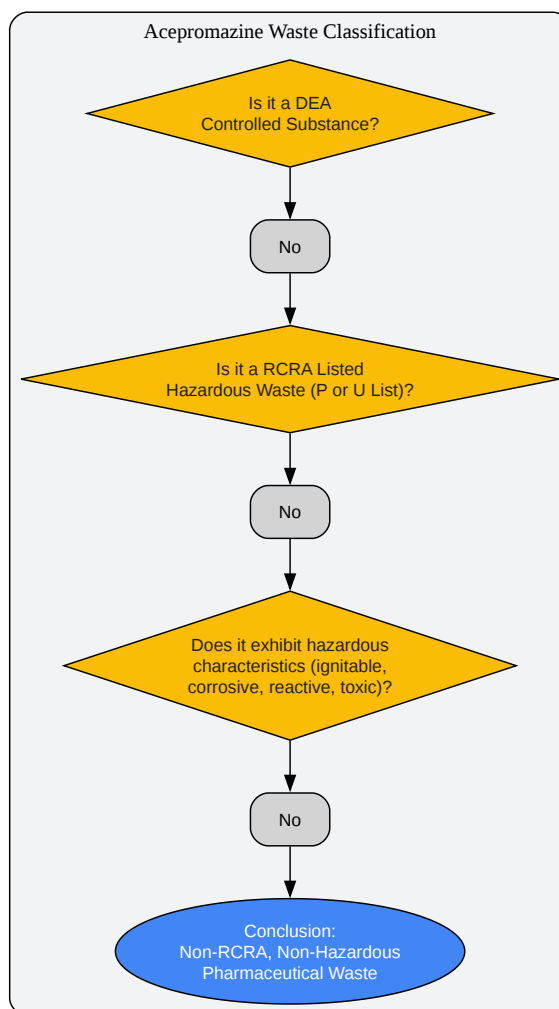 Acepromazine Waste Classification
Is it a DEA
Controlled Substance?
No
Is it a RCRA Listed
Hazardous Waste (P or U List)?
No
Does it exhibit hazardous
characteristics (ignitable,
corrosive, reactive, toxic)?
No
Conclusion:
Non-RCRA, Non-Hazardous
Pharmaceutical Waste